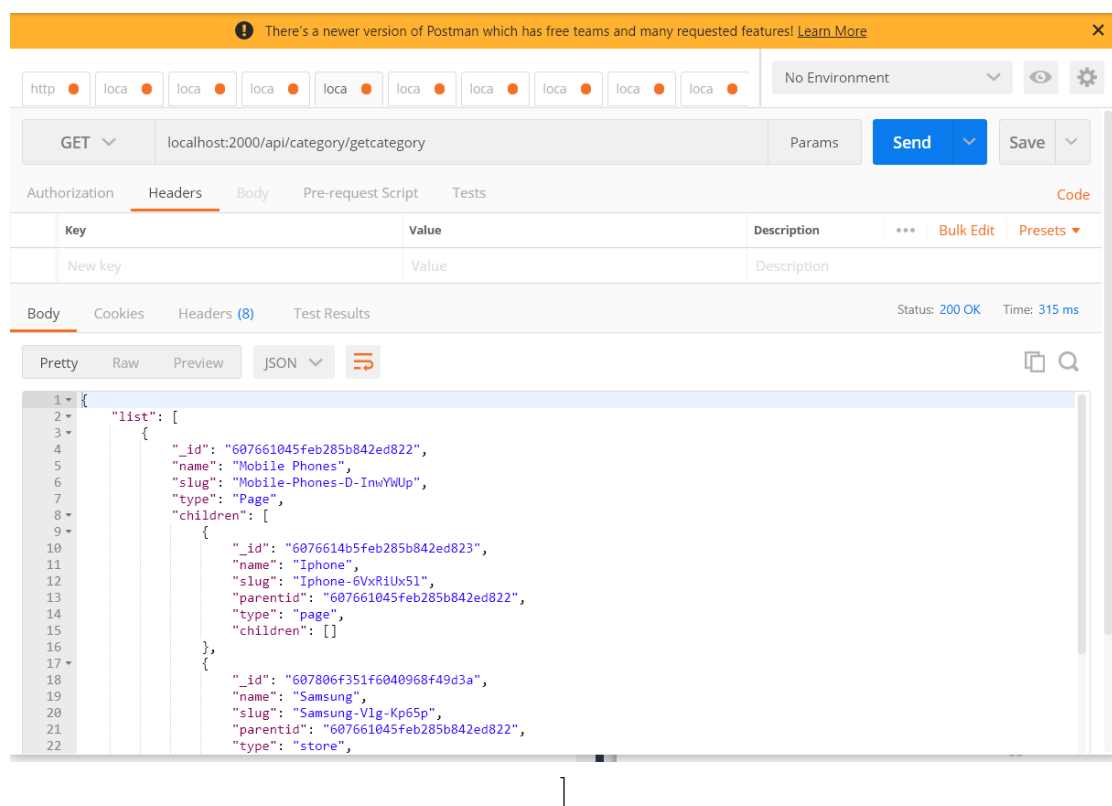 There's a newer version of Postman which has free teams and many requested features! Learn More
http loca loca loca loca loca loca loca loca loca No Environment
GET localhost:2000/api/category/getcategory Params Send Save
Authorization Headers Body Pre-request Script Tests Code
Key Value Description ••• Bulk Edit Presets
New key Value Description
Body Cookies Headers (8) Test Results Status: 200 OK Time: 315 ms
Pretty Raw Preview JSON
1 {
2 "list": [
3 {
4 "_id": "607661045feb285b842ed822",
5 "name": "Mobile Phones",
6 "slug": "Mobile-Phones-D-InwYWUp",
7 "type": "Page",
8 "children": [
9 {
10 "_id": "6076614b5feb285b842ed823",
11 "name": "Iphone",
12 "slug": "Iphone-6VxRiUx5l",
13 "parentid": "607661045feb285b842ed822",
14 "type": "page",
15 "children": []
16 },
17 {
18 "_id": "607806f351f6040968f49d3a",
19 "name": "Samsung",
20 "slug": "Samsung-Vlg-Kp65p",
21 "parentid": "607661045feb285b842ed822",
22 "type": "store",
]